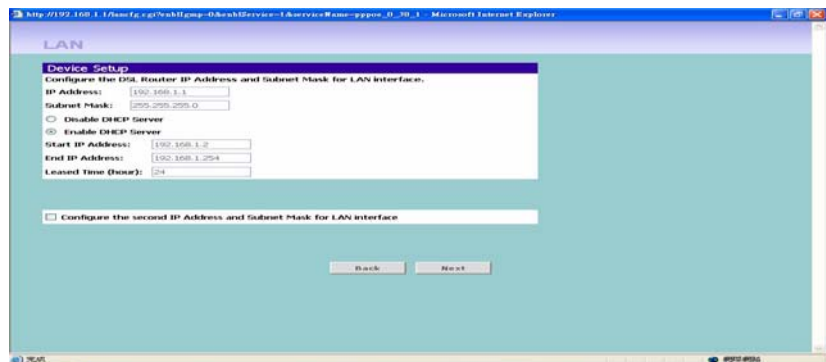 http://192.168.1.1/lancfg.cgi?enblIgmp=0&enblService=1&serviceName=pppoe_0_30_1 - Microsoft Internet Explorer
LAN
Device Setup
Configure the DSL Router IP Address and Subnet Mask for LAN interface.
IP Address: 192.168.1.1
Subnet Mask: 255.255.255.0
Disable DHCP Server
Enable DHCP Server
Start IP Address: 192.168.1.2
End IP Address: 192.168.1.254
Leased Time (hour): 24
Configure the second IP Address and Subnet Mask for LAN interface
Back Next
完成